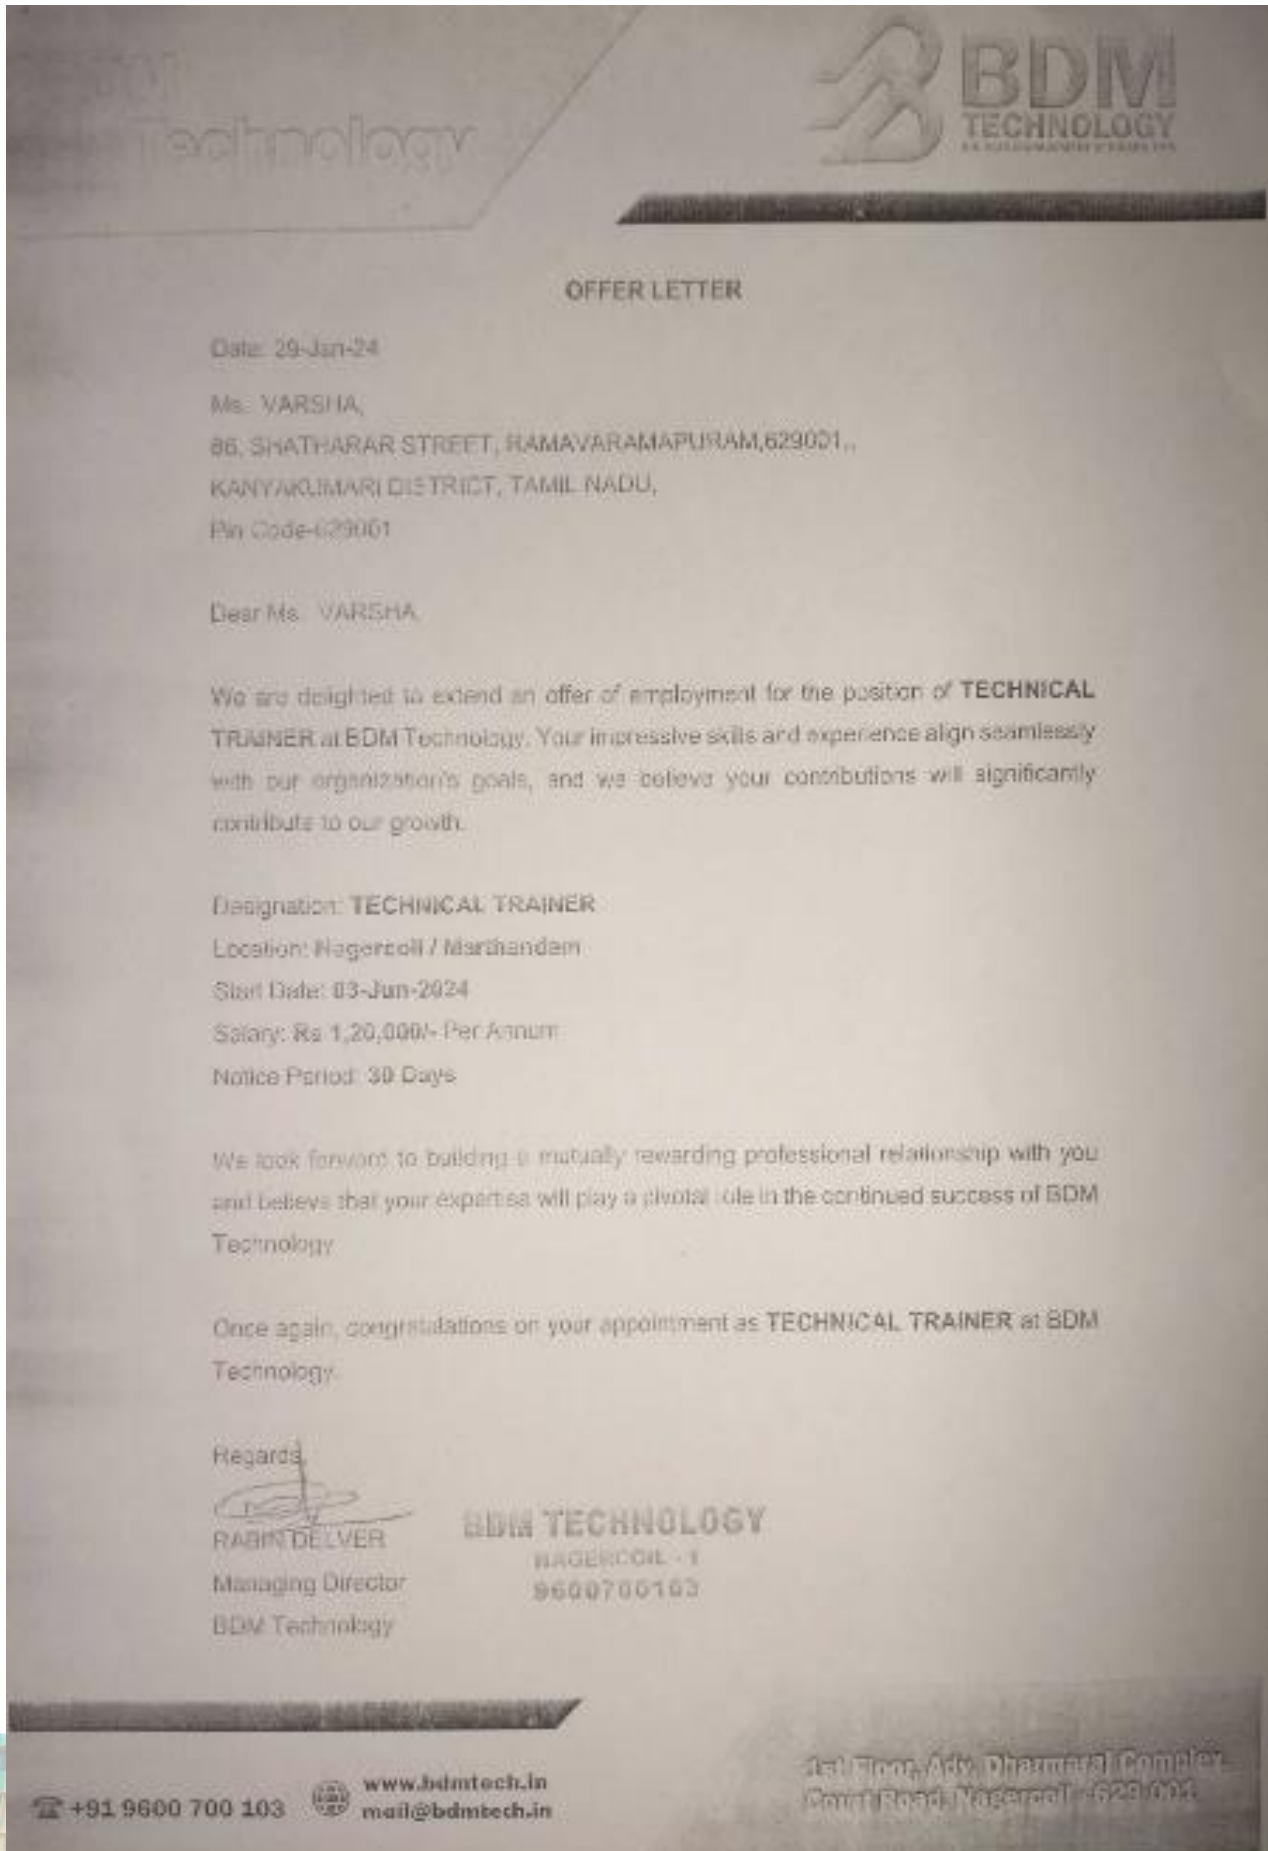 Technology
BDM
TECHNOLOGY
OFFER LETTER
Date: 29-Jan-24
Ms. VARSHA,
86, SHATHARAR STREET, RAMAVARAMAPURAM,629001,.
KANYAKUMARI DISTRICT, TAMIL NADU,
Pin Code-629001
Dear Ms. VARSHA,
We are delighted to extend an offer of employment for the position of TECHNICAL
TRAINER at BDM Technology. Your impressive skills and experience align seamlessly
with our organization's goals, and we believe your contributions will significantly
contribute to our growth.
Designation: TECHNICAL TRAINER
Location: Nagercoil / Marthandam
Start Date: 03-Jun-2024
Salary: Rs 1,20,000/- Per Annum
Notice Period: 30 Days
We look forward to building a mutually rewarding professional relationship with you
and believe that your expertise will play a pivotal role in the continued success of BDM
Technology
Once again, congratulations on your appointment as TECHNICAL TRAINER at BDM
Technology.
Regards,
RABIN DELVER
Managing Director
BDM Technology
BDM TECHNOLOGY
NAGERCOIL - 1
9600700103
+91 9600 700 103
www.bdmtech.in
mail@bdmtech.in
1st Floor, Adv. Dharmaraj Complex
Court Road, Nagercoil - 629 001